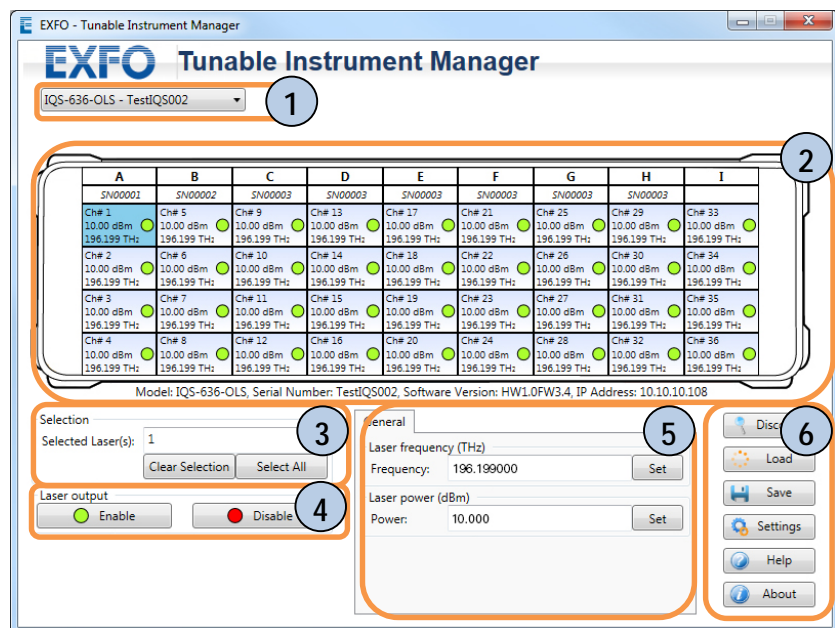 EXFO - Tunable Instrument Manager
EXFO Tunable Instrument Manager
IQS-636-OLS - TestIQS002
1
2
A B C D E F G H I
SN00001 SN00002 SN00003 SN00003 SN00003 SN00003 SN00003 SN00003
Ch# 1 Ch# 5 Ch# 9 Ch# 13 Ch# 17 Ch# 21 Ch# 25 Ch# 29 Ch# 33
10.00 dBm 10.00 dBm 10.00 dBm 10.00 dBm 10.00 dBm 10.00 dBm 10.00 dBm 10.00 dBm 10.00 dBm
196.199 THz 196.199 THz 196.199 THz 196.199 THz 196.199 THz 196.199 THz 196.199 THz 196.199 THz 196.199 THz
Ch# 2 Ch# 6 Ch# 10 Ch# 14 Ch# 18 Ch# 22 Ch# 26 Ch# 30 Ch# 34
10.00 dBm 10.00 dBm 10.00 dBm 10.00 dBm 10.00 dBm 10.00 dBm 10.00 dBm 10.00 dBm 10.00 dBm
196.199 THz 196.199 THz 196.199 THz 196.199 THz 196.199 THz 196.199 THz 196.199 THz 196.199 THz 196.199 THz
Ch# 3 Ch# 7 Ch# 11 Ch# 15 Ch# 19 Ch# 23 Ch# 27 Ch# 31 Ch# 35
10.00 dBm 10.00 dBm 10.00 dBm 10.00 dBm 10.00 dBm 10.00 dBm 10.00 dBm 10.00 dBm 10.00 dBm
196.199 THz 196.199 THz 196.199 THz 196.199 THz 196.199 THz 196.199 THz 196.199 THz 196.199 THz 196.199 THz
Ch# 4 Ch# 8 Ch# 12 Ch# 16 Ch# 20 Ch# 24 Ch# 28 Ch# 32 Ch# 36
10.00 dBm 10.00 dBm 10.00 dBm 10.00 dBm 10.00 dBm 10.00 dBm 10.00 dBm 10.00 dBm 10.00 dBm
196.199 THz 196.199 THz 196.199 THz 196.199 THz 196.199 THz 196.199 THz 196.199 THz 196.199 THz 196.199 THz
Model: IQS-636-OLS, Serial Number: TestIQS002, Software Version: HW1.0FW3.4, IP Address: 10.10.10.108
Selection
Selected Laser(s): 1
3
Clear Selection Select All
Laser output
Enable Disable
4
General
5
Laser frequency (THz)
Frequency: 196.199000 Set
Laser power (dBm)
Power: 10.000 Set
6
Load
Save
Settings
Help
About